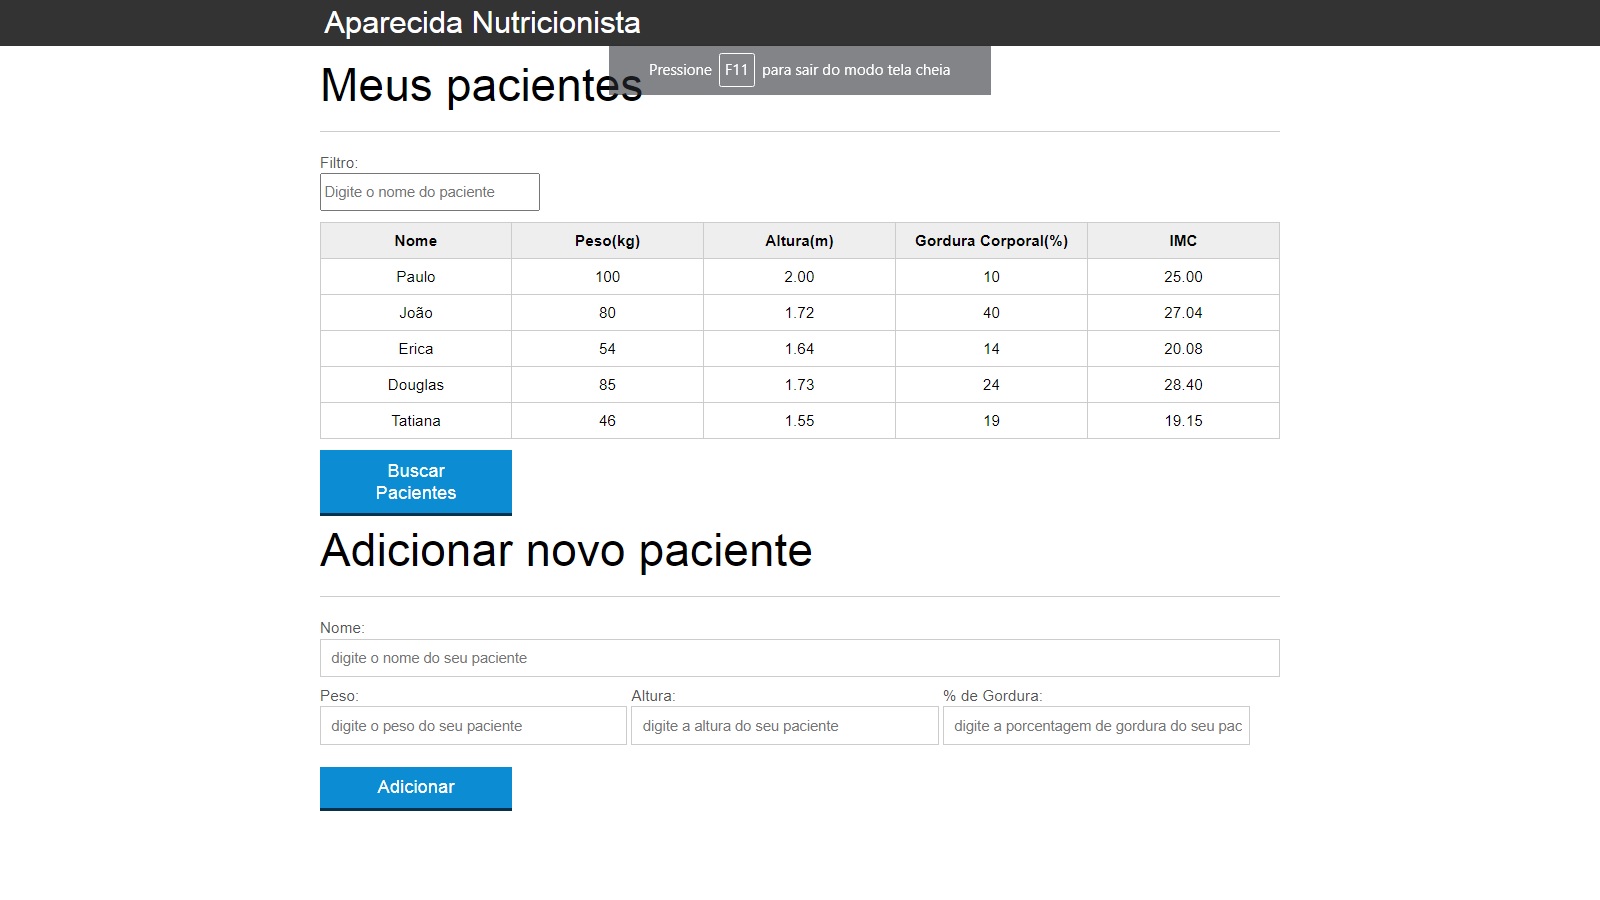 Aparecida Nutricionista
Meus pacientes
Pressione F11 para sair do modo tela cheia
Filtro:
Digite o nome do paciente
Nome Peso(kg) Altura(m) Gordura Corporal(%) IMC
Paulo 100 2.00 10 25.00
João 80 1.72 40 27.04
Erica 54 1.64 14 20.08
Douglas 85 1.73 24 28.40
Tatiana 46 1.55 19 19.15
Buscar
Pacientes
Adicionar novo paciente
Nome:
digite o nome do seu paciente
Peso: Altura: % de Gordura:
digite o peso do seu paciente digite a altura do seu paciente digite a porcentagem de gordura do seu pac
Adicionar